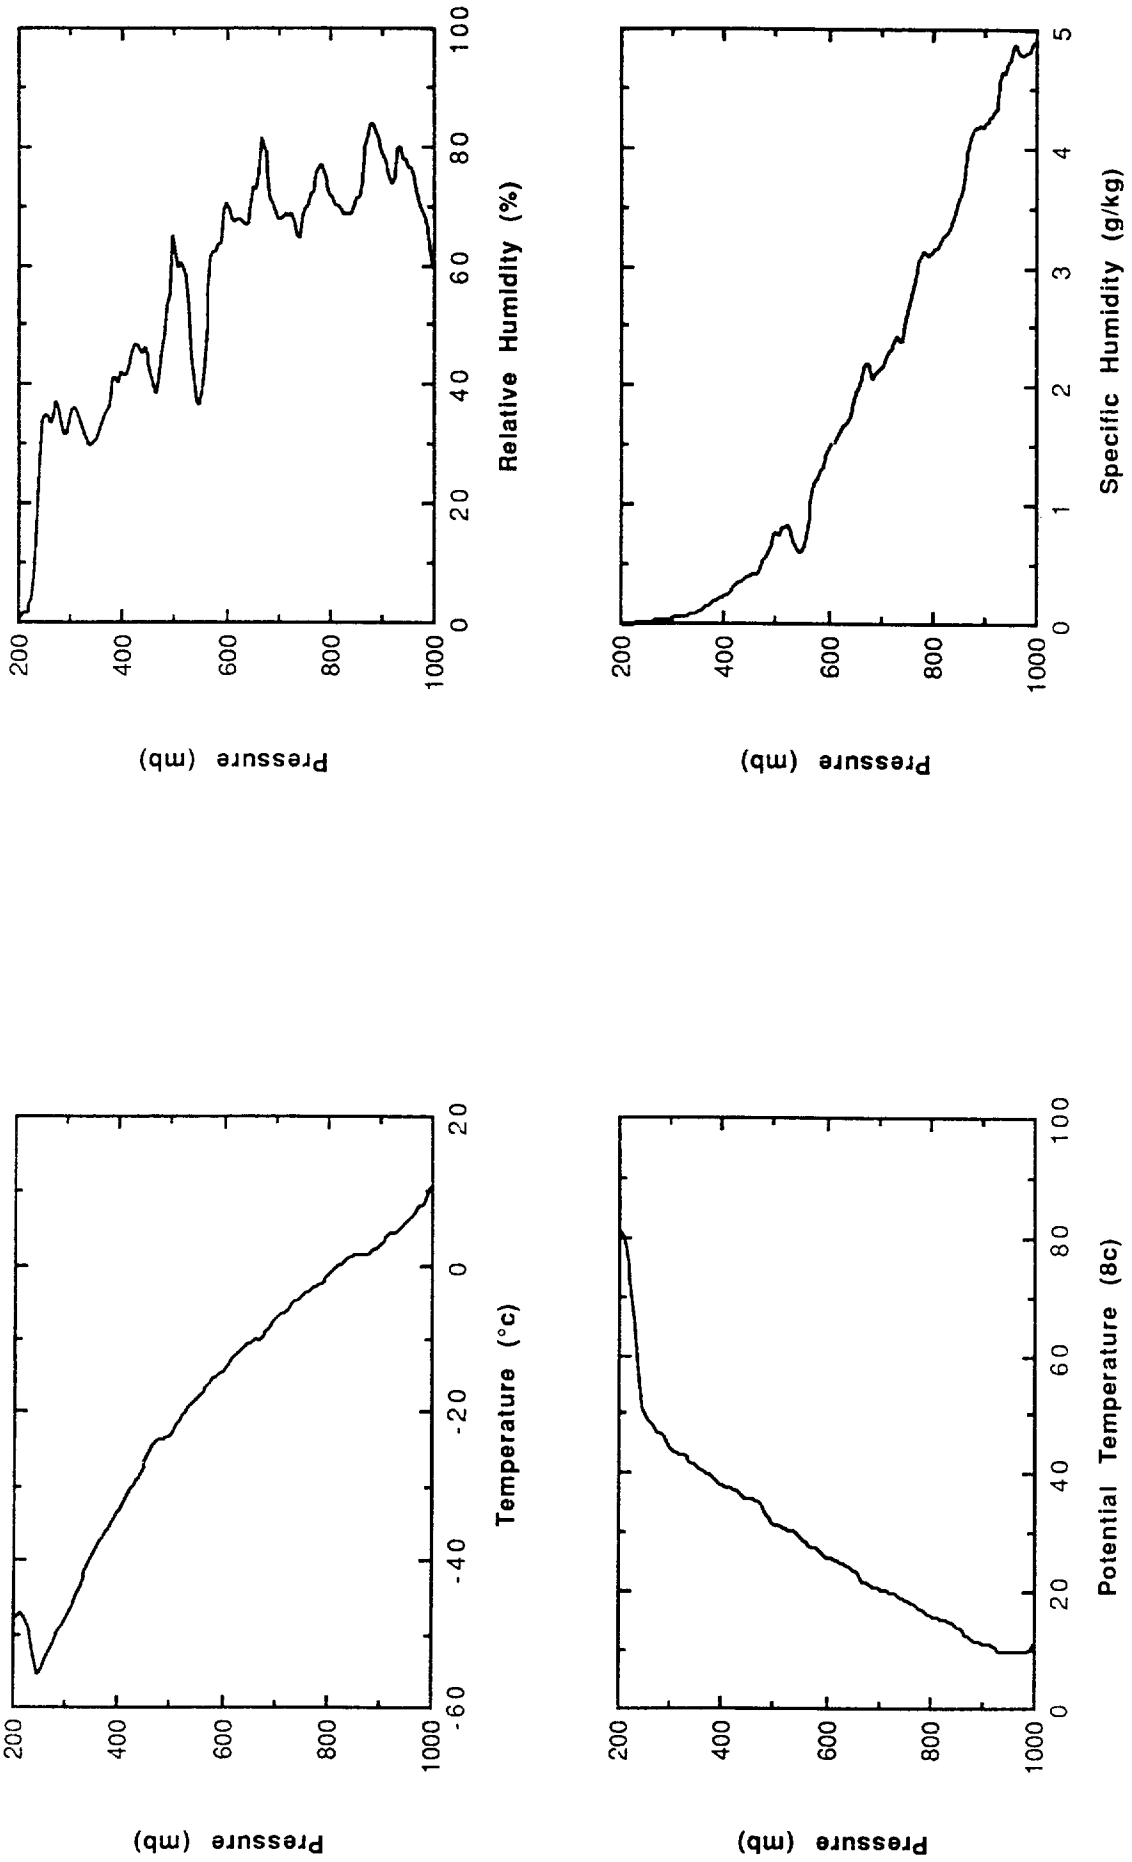 Pressure (mb)
200
400
600
800
1000
-60 -40 -20 0 20
Temperature (°c)
Pressure (mb)
200
400
600
800
1000
0 20 40 60 80 100
Relative Humidity (%)
Pressure (mb)
200
400
600
800
1000
0 20 40 60 80 100
Potential Temperature (8c)
Pressure (mb)
200
400
600
800
1000
0 1 2 3 4 5
Specific Humidity (g/kg)